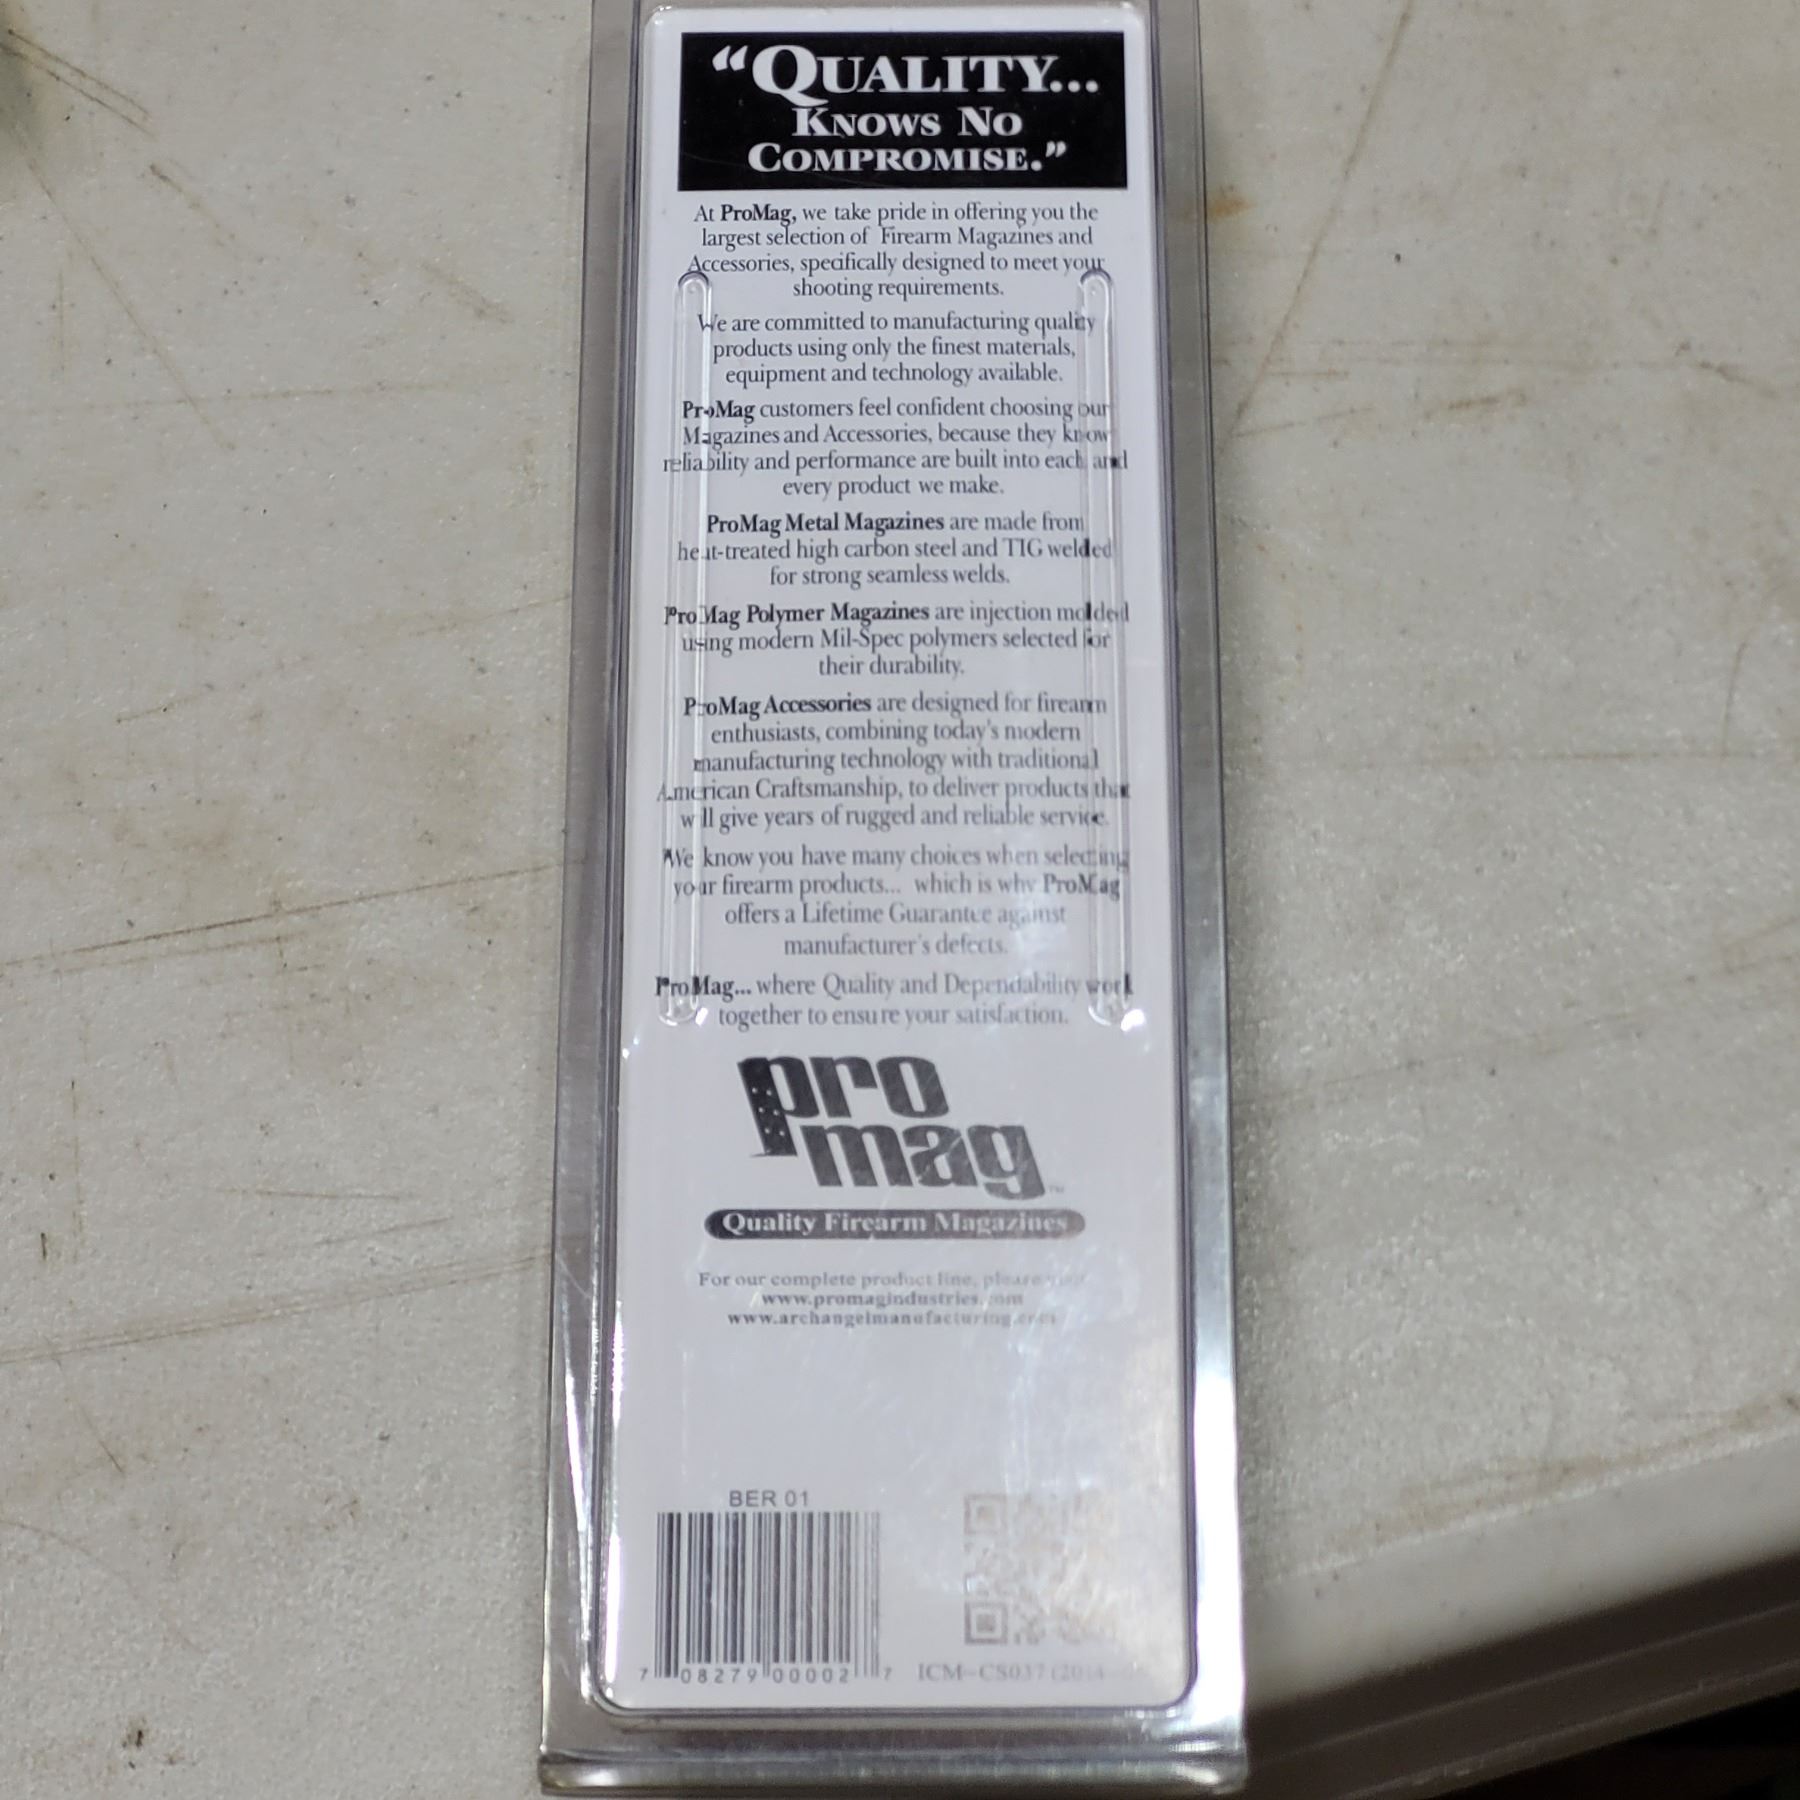 “QUALITY...
KNOWS NO
COMPROMISE.”
At ProMag, we take pride in offering you the
largest selection of Firearm Magazines and
Accessories, specifically designed to meet your
shooting requirements.
We are committed to manufacturing quality
products using only the finest materials,
equipment and technology available.
ProMag customers feel confident choosing our
Magazines and Accessories, because they know
reliability and performance are built into each and
every product we make.
ProMag Metal Magazines are made from
heat-treated high carbon steel and TIG welded
for strong seamless welds.
ProMag Polymer Magazines are injection molded
using modern Mil-Spec polymers selected for
their durability.
ProMag Accessories are designed for firearm
enthusiasts, combining today's modern
manufacturing technology with traditional
American Craftsmanship, to deliver products that
will give years of rugged and reliable service.
We know you have many choices when selecting
your firearm products... which is why ProMag
offers a Lifetime Guarantee against
manufacturer's defects.
ProMag... where Quality and Dependability work
together to ensure your satisfaction.
pro
mag™
Quality Firearm Magazines
For our complete product line, please visit
www.promagindustries.com
www.archangelmanufacturing.com
BER 01
7 08279 00002 7
ICM-CS037 (2014